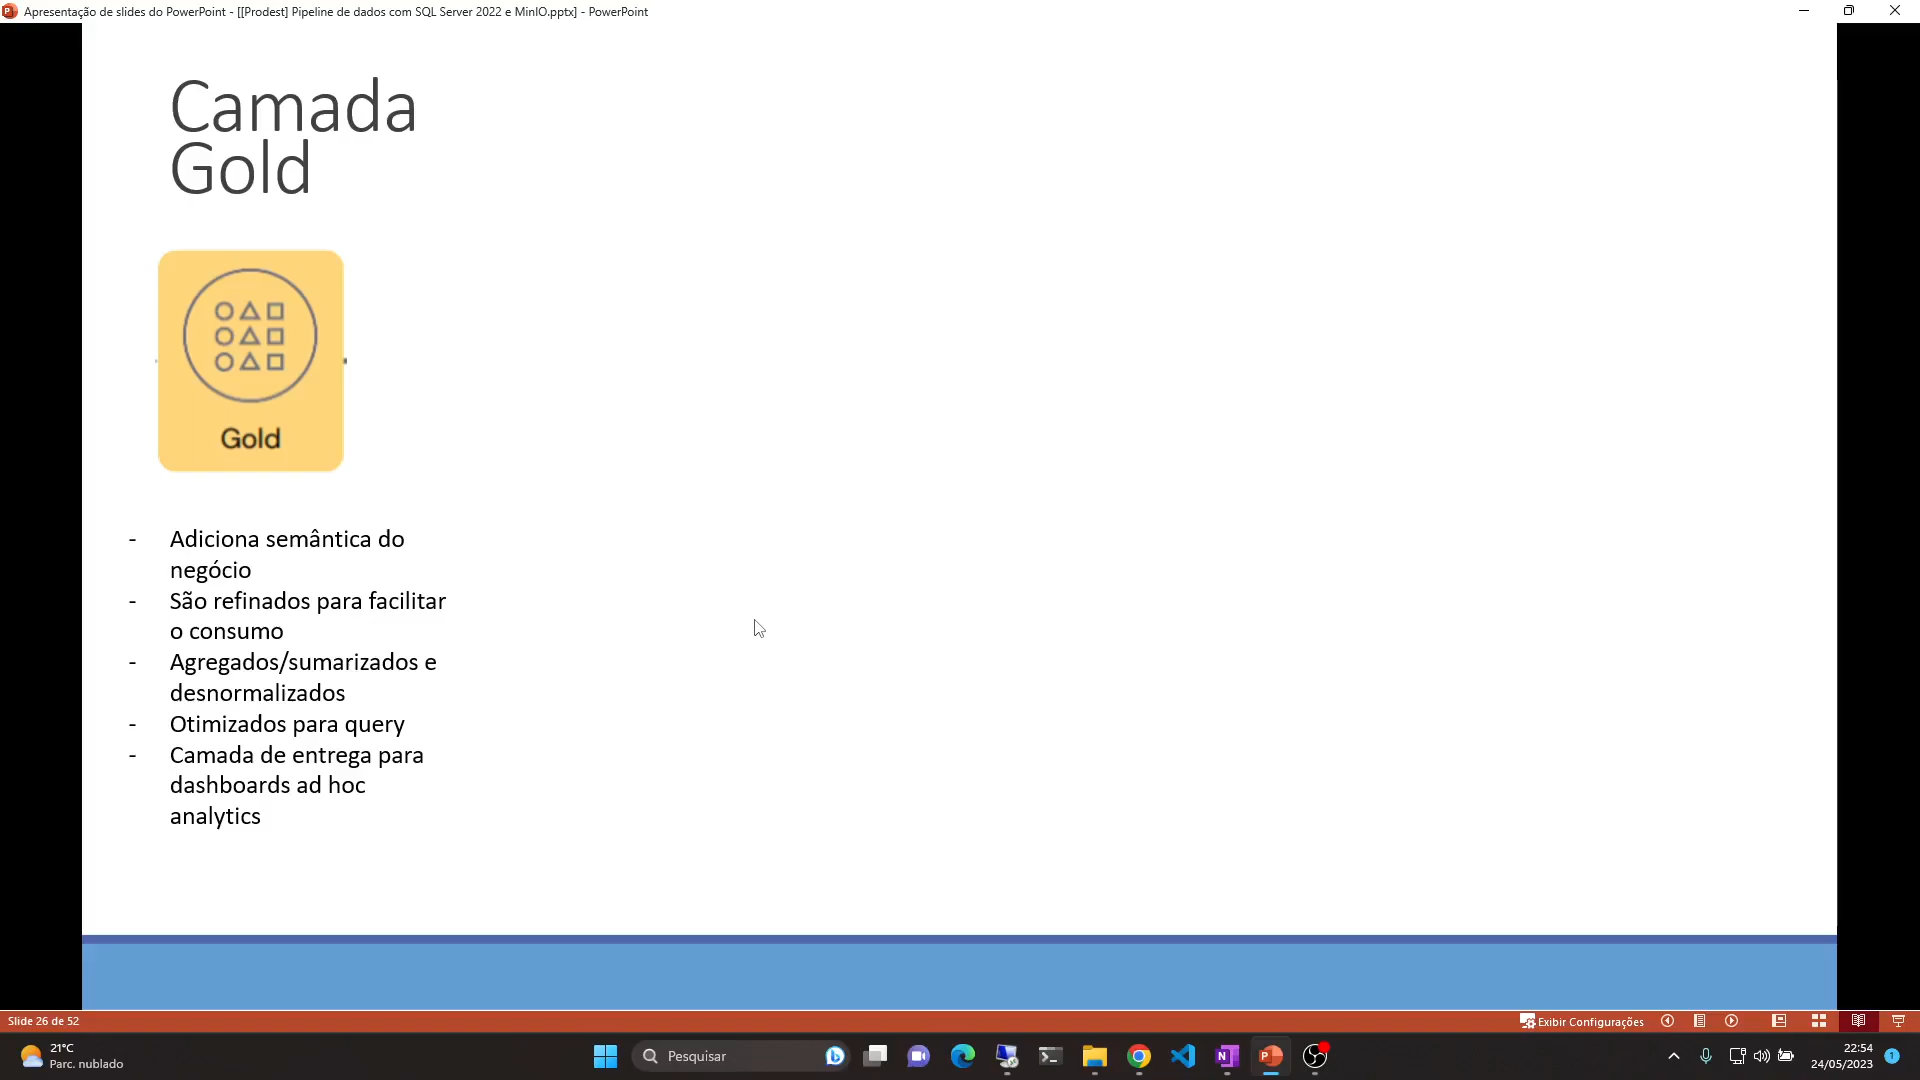 Apresentação de slides do PowerPoint - [[Prodest] Pipeline de dados com SQL Server 2022 e MinIO.pptx] - PowerPoint
Camada
Gold
Gold
- Adiciona semântica do
negócio
- São refinados para facilitar
o consumo
- Agregados/sumarizados e
desnormalizados
- Otimizados para query
- Camada de entrega para
dashboards ad hoc
analytics
Slide 26 de 52
Exibir Configurações
21°C
Parc. nublado
Pesquisar
22:54
24/05/2023
1